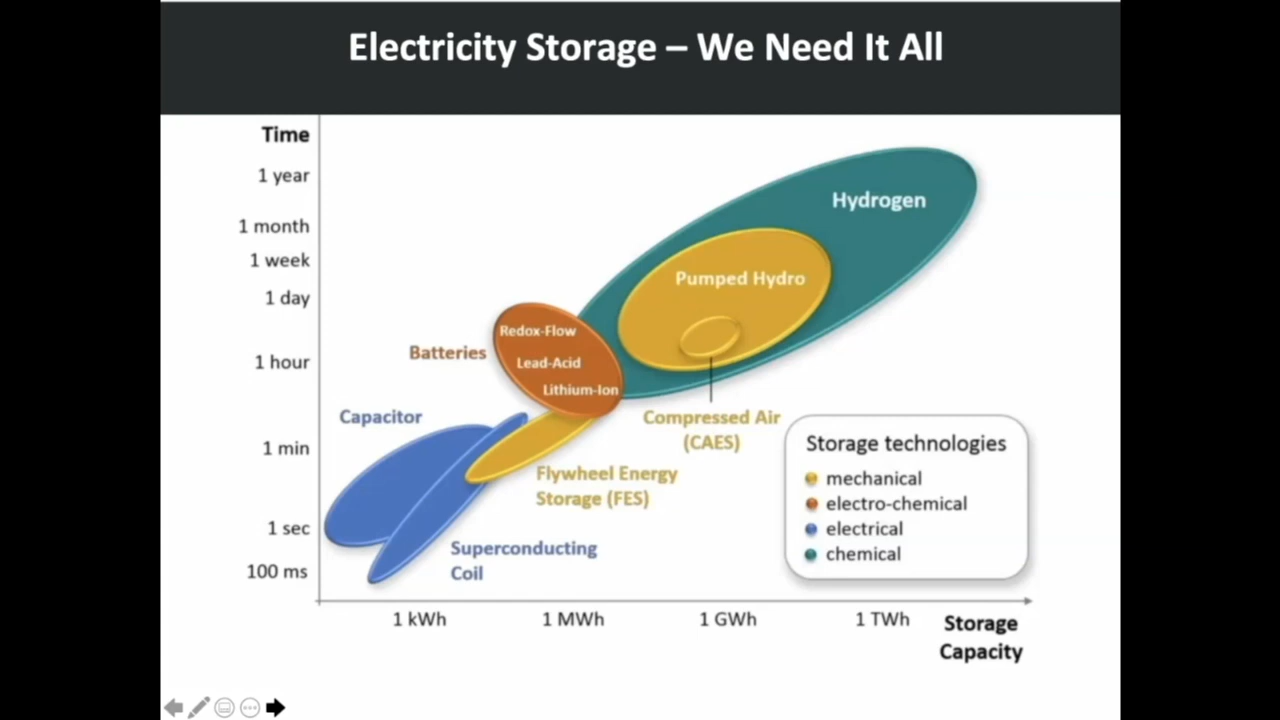 Electricity Storage – We Need It All
Time
1 year
1 month
1 week
1 day
1 hour
1 min
1 sec
100 ms
Hydrogen
Pumped Hydro
Redox-Flow
Lead-Acid
Lithium-Ion
Batteries
Capacitor
Compressed Air
(CAES)
Flywheel Energy
Storage (FES)
Superconducting
Coil
Storage technologies
mechanical
electro-chemical
electrical
chemical
1 kWh
1 MWh
1 GWh
1 TWh
Storage
Capacity